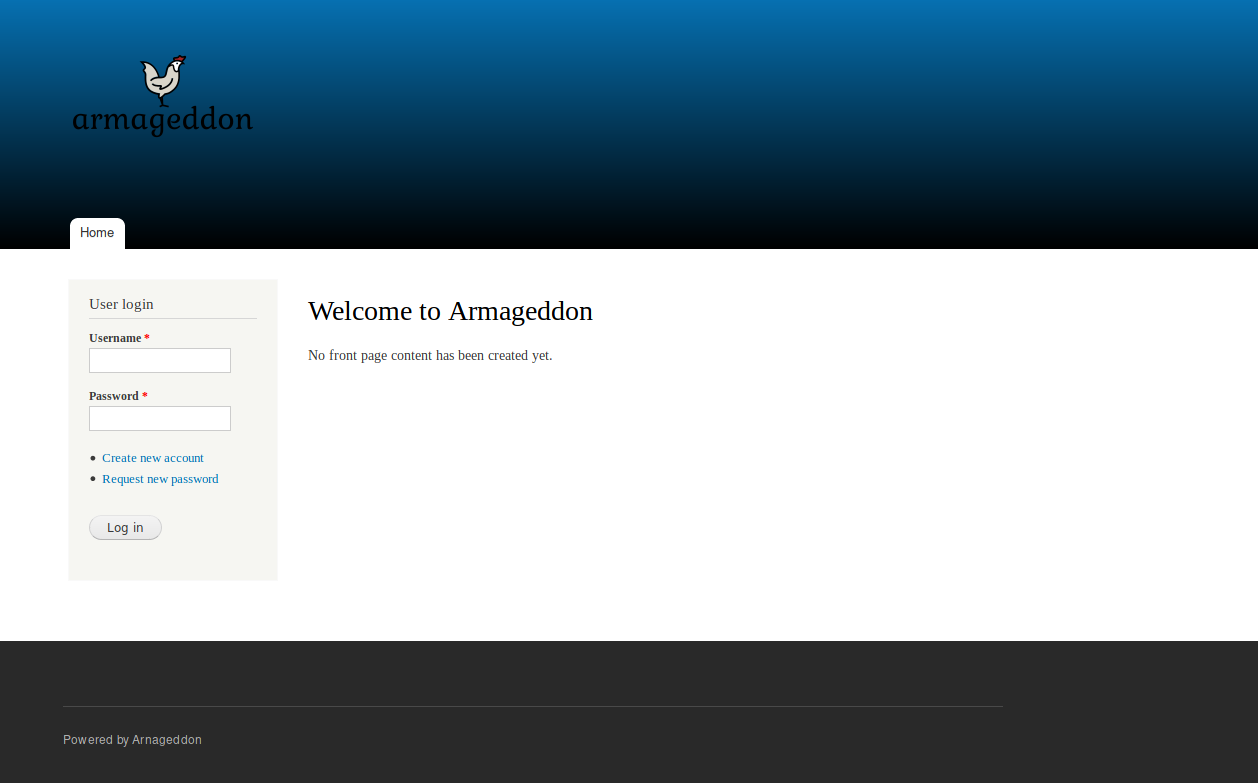 armageddon
Home
User login
Username *
Password *
Create new account
Request new password
Log in
Welcome to Armageddon
No front page content has been created yet.
Powered by Arnageddon